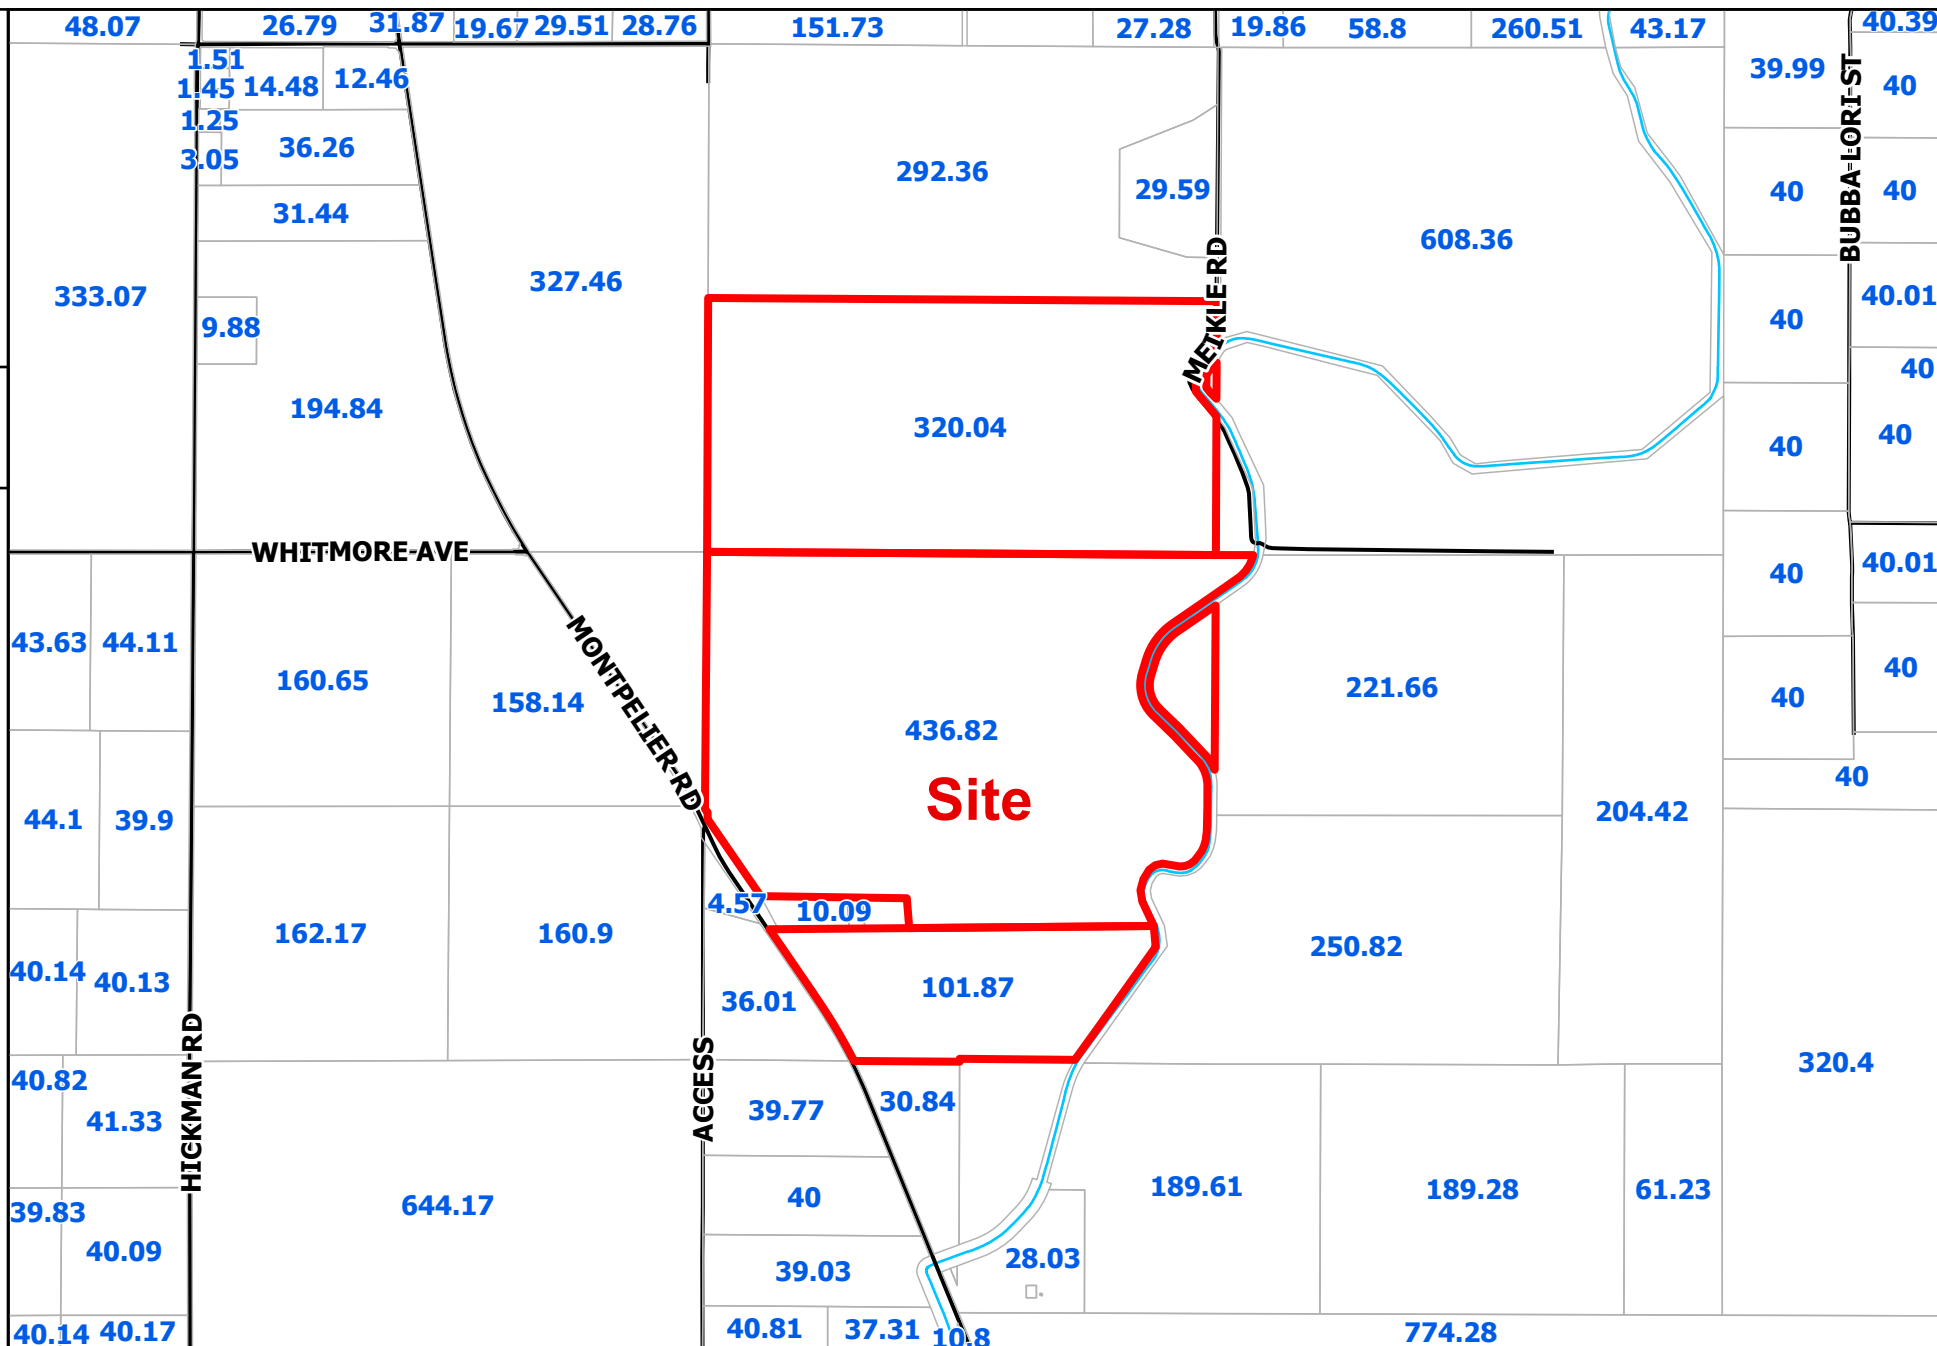 48.07 26.79 31.87 19.67 29.51 28.76 151.73 27.28 19.86 58.8 260.51 43.17 40.39
1.51
1.45 14.48 12.46 39.99 40
1.25
3.05 36.26 292.36 29.59 40 40
31.44 608.36
BUBBA-LORI-ST
333.07 327.46 40.01
MEIKLE-RD
9.88 40 40
194.84 320.04 40 40
WHITMORE-AVE
40 40.01
43.63 44.11 160.65 158.14 436.82 221.66 40 40
MONTPELIER-RD
Site
44.1 39.9 204.42 40
4.57 10.09
162.17 160.9 250.82
40.14 40.13 36.01 101.87
HICKMAN-RD
ACCESS
40.82 41.33 39.77 30.84 320.4
39.83 40.09 644.17 40 189.61 189.28 61.23
39.03 28.03
40.14 40.17 40.81 37.31 10.8 774.28